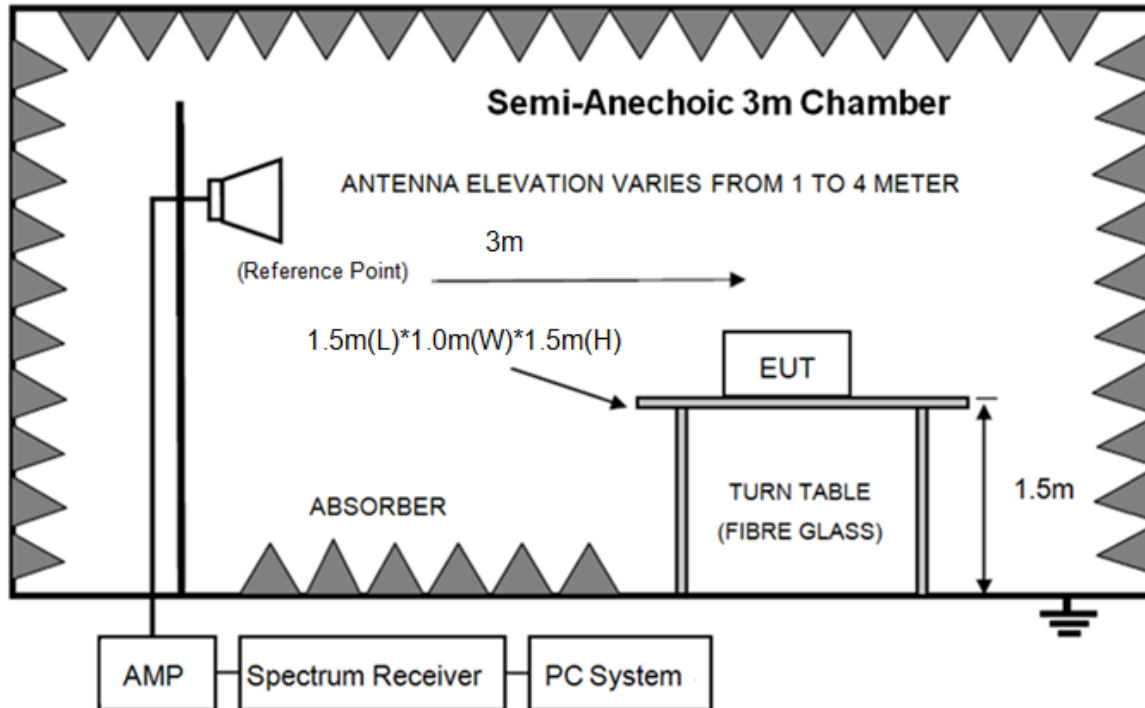 Semi-Anechoic 3m Chamber
ANTENNA ELEVATION VARIES FROM 1 TO 4 METER
3m
(Reference Point)
1.5m(L)*1.0m(W)*1.5m(H)
EUT
1.5m
TURN TABLE
(FIBRE GLASS)
ABSORBER
AMP
Spectrum Receiver
PC System